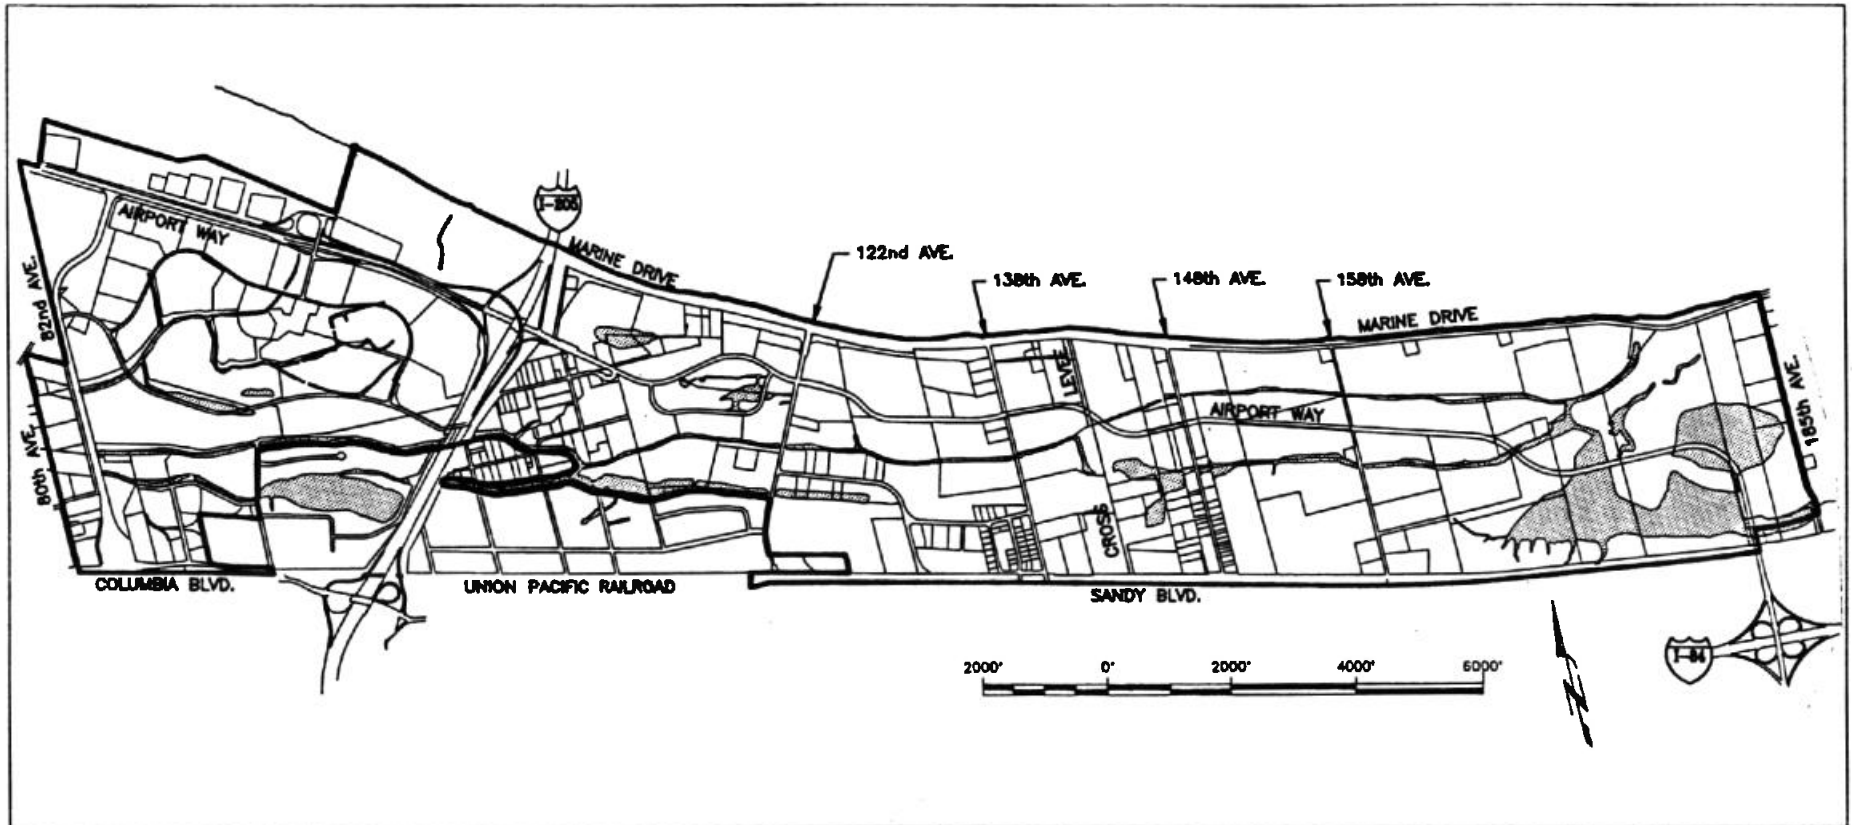 I-205
AIRPORT WAY
MARINE DRIVE
122nd AVE.
138th AVE.
148th AVE.
158th AVE.
MARINE DRIVE
82nd AVE.
LEVEE
AIRPORT WAY
185th AVE.
80th AVE.
CROSS
COLUMBIA BLVD.
UNION PACIFIC RAILROAD
SANDY BLVD.
2000' 0' 2000' 4000' 6000'
I-84
N